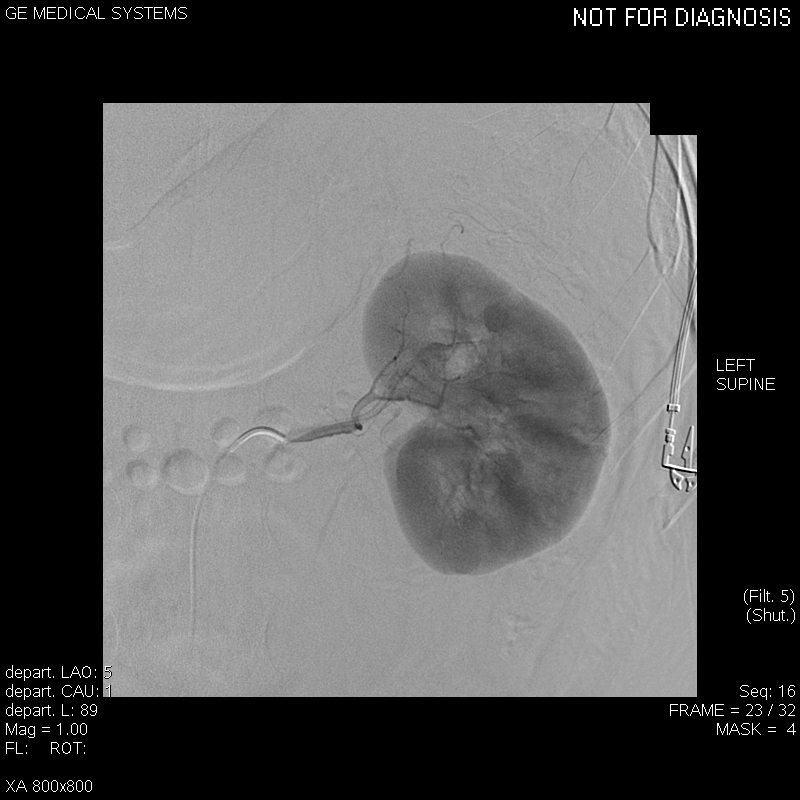 GE MEDICAL SYSTEMS
NOT FOR DIAGNOSIS
LEFT
SUPINE
(Filt. 5)
(Shut.)
depart. LAO: 5
depart. CAU: 1
depart. L: 89
Mag = 1.00
FL: ROT:
XA 800x800
Seq: 16
FRAME = 23 / 32
MASK = 4